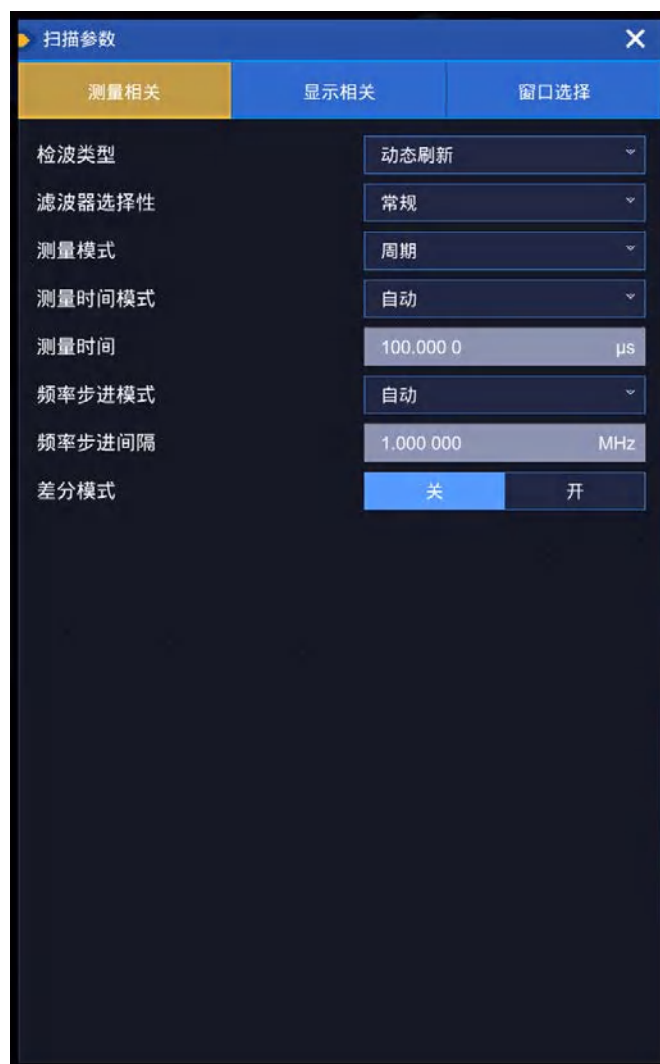 扫描参数
测量相关 显示相关 窗口选择
检波类型 动态刷新
滤波器选择性 常规
测量模式 周期
测量时间模式 自动
测量时间 100.000 0 μs
频率步进模式 自动
频率步进间隔 1.000 000 MHz
差分模式 关 开